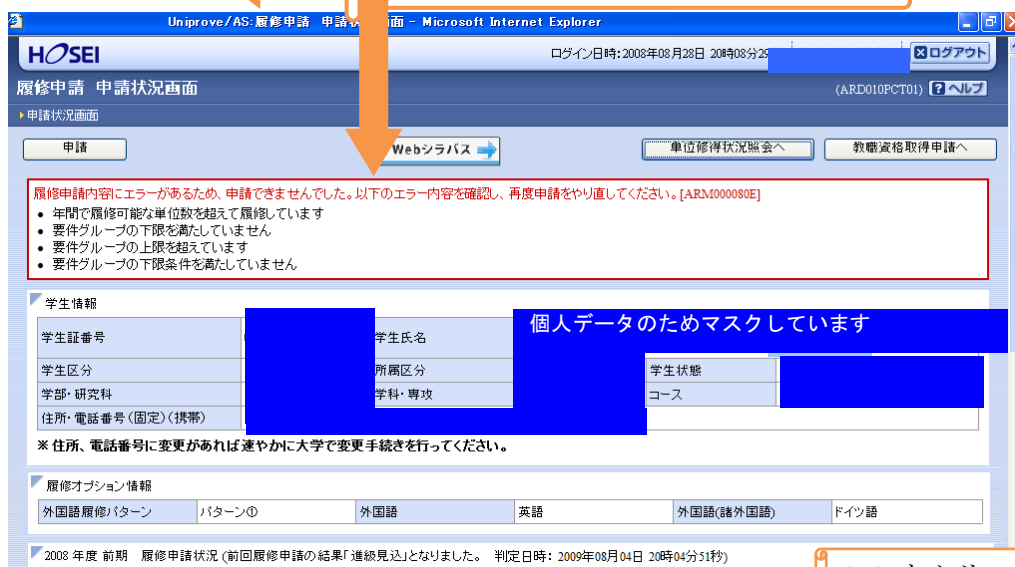 Uniprove/AS:履修申請 申請状況画面 - Microsoft Internet Explorer
HOSEI
ログイン日時:2008年08月28日 20時08分29
ログアウト
履修申請 申請状況画面
(ARD010PCT01)
? ヘルプ
申請状況画面
申請
Webシラバス
単位修得状況照会へ
教職資格取得申請へ
履修申請内容にエラーがあるため、申請できませんでした。以下のエラー内容を確認し、再度申請をやり直してください。[ARM000080E]
• 年間で履修可能な単位数を超えて履修しています
• 要件グループの下限を満たしていません
• 要件グループの上限を超えています
• 要件グループの下限条件を満たしていません
学生情報
個人データのためマスクしています
学生証番号
学生氏名
学生区分
所属区分
学生状態
学部・研究科
学科・専攻
コース
住所・電話番号(固定)(携帯)
※住所、電話番号に変更があれば速やかに大学で変更手続きを行ってください。
履修オプション情報
外国語履修パターン パターン① 外国語 英語 外国語(諸外国語) ドイツ語
2008 年度 前期 履修申請状況 (前回履修申請の結果「進級見込」となりました。 判定日時: 2009年08月04日 20時04分51秒)